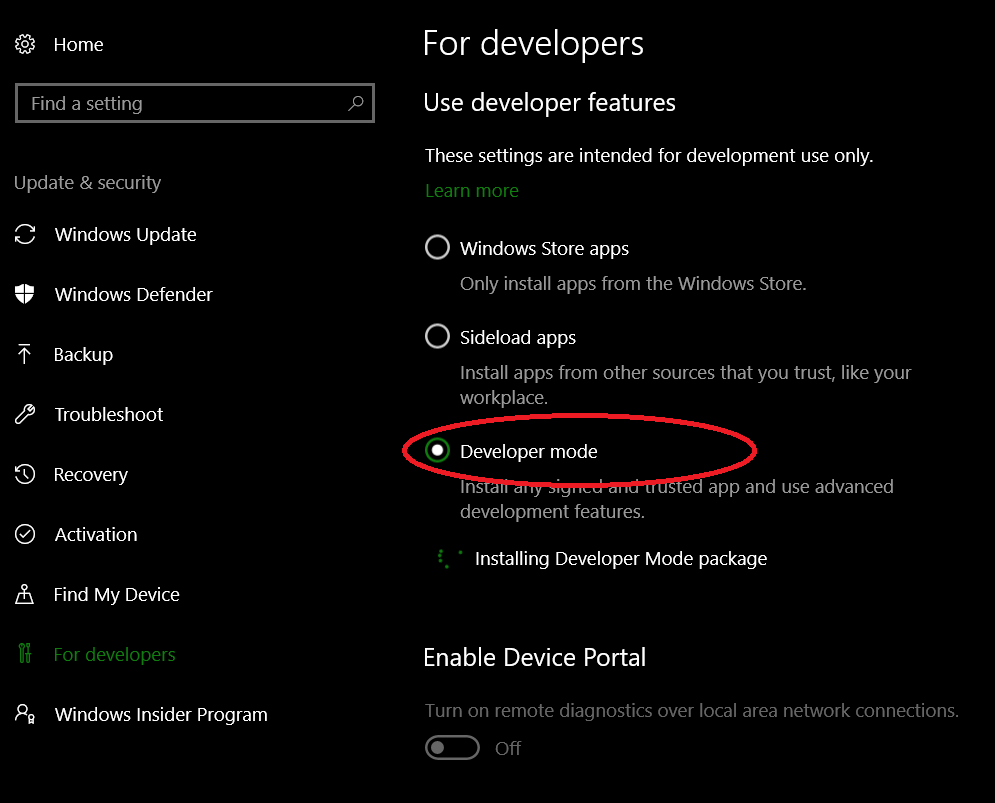 Home
Find a setting
Update & security
Windows Update
Windows Defender
Backup
Troubleshoot
Recovery
Activation
Find My Device
For developers
Windows Insider Program
For developers
Use developer features
These settings are intended for development use only.
Learn more
Windows Store apps
Only install apps from the Windows Store.
Sideload apps
Install apps from other sources that you trust, like your
workplace.
Developer mode
Install any signed and trusted app and use advanced
development features.
Installing Developer Mode package
Enable Device Portal
Turn on remote diagnostics over local area network connections.
Off